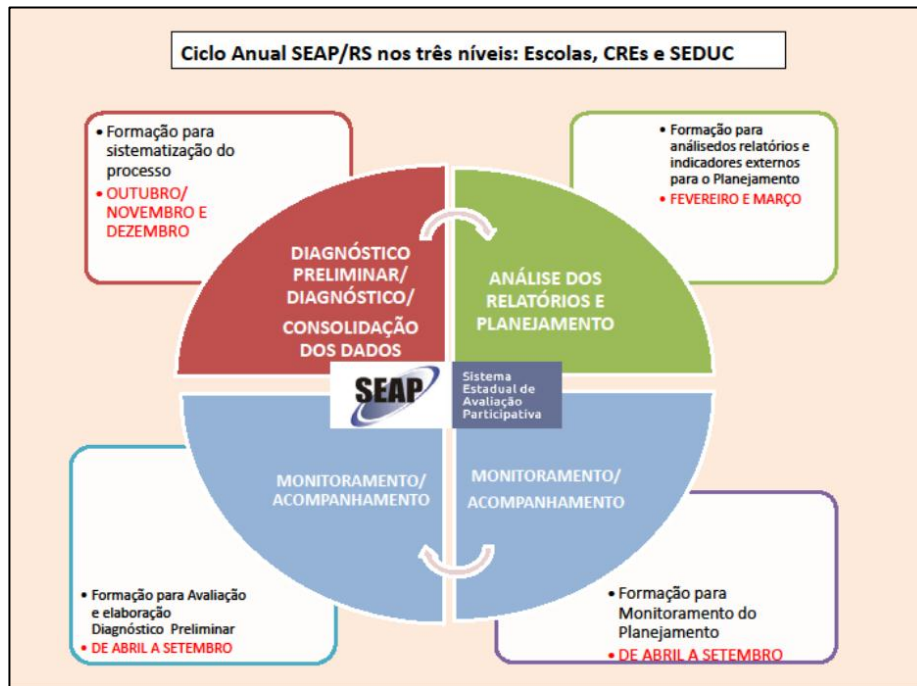 Ciclo Anual SEAP/RS nos três níveis: Escolas, CREs e SEDUC
• Formação para
sistematização do
processo
• OUTUBRO/
NOVEMBRO E
DEZEMBRO
• Formação para
análisedos relatórios e
indicadores externos
para o Planejamento
• FEVEREIRO E MARÇO
DIAGNÓSTICO
PRELIMINAR/
DIAGNÓSTICO/
CONSOLIDAÇÃO
DOS DADOS
ANÁLISE DOS
RELATÓRIOS E
PLANEJAMENTO
SEAP
Sistema
Estadual de
Avaliação
Participativa
MONITORAMENTO/
ACOMPANHAMENTO
MONITORAMENTO/
ACOMPANHAMENTO
• Formação para Avaliação
e elaboração
Diagnóstico Preliminar
• DE ABRIL A SETEMBRO
• Formação para
Monitoramento do
Planejamento
• DE ABRIL A SETEMBRO